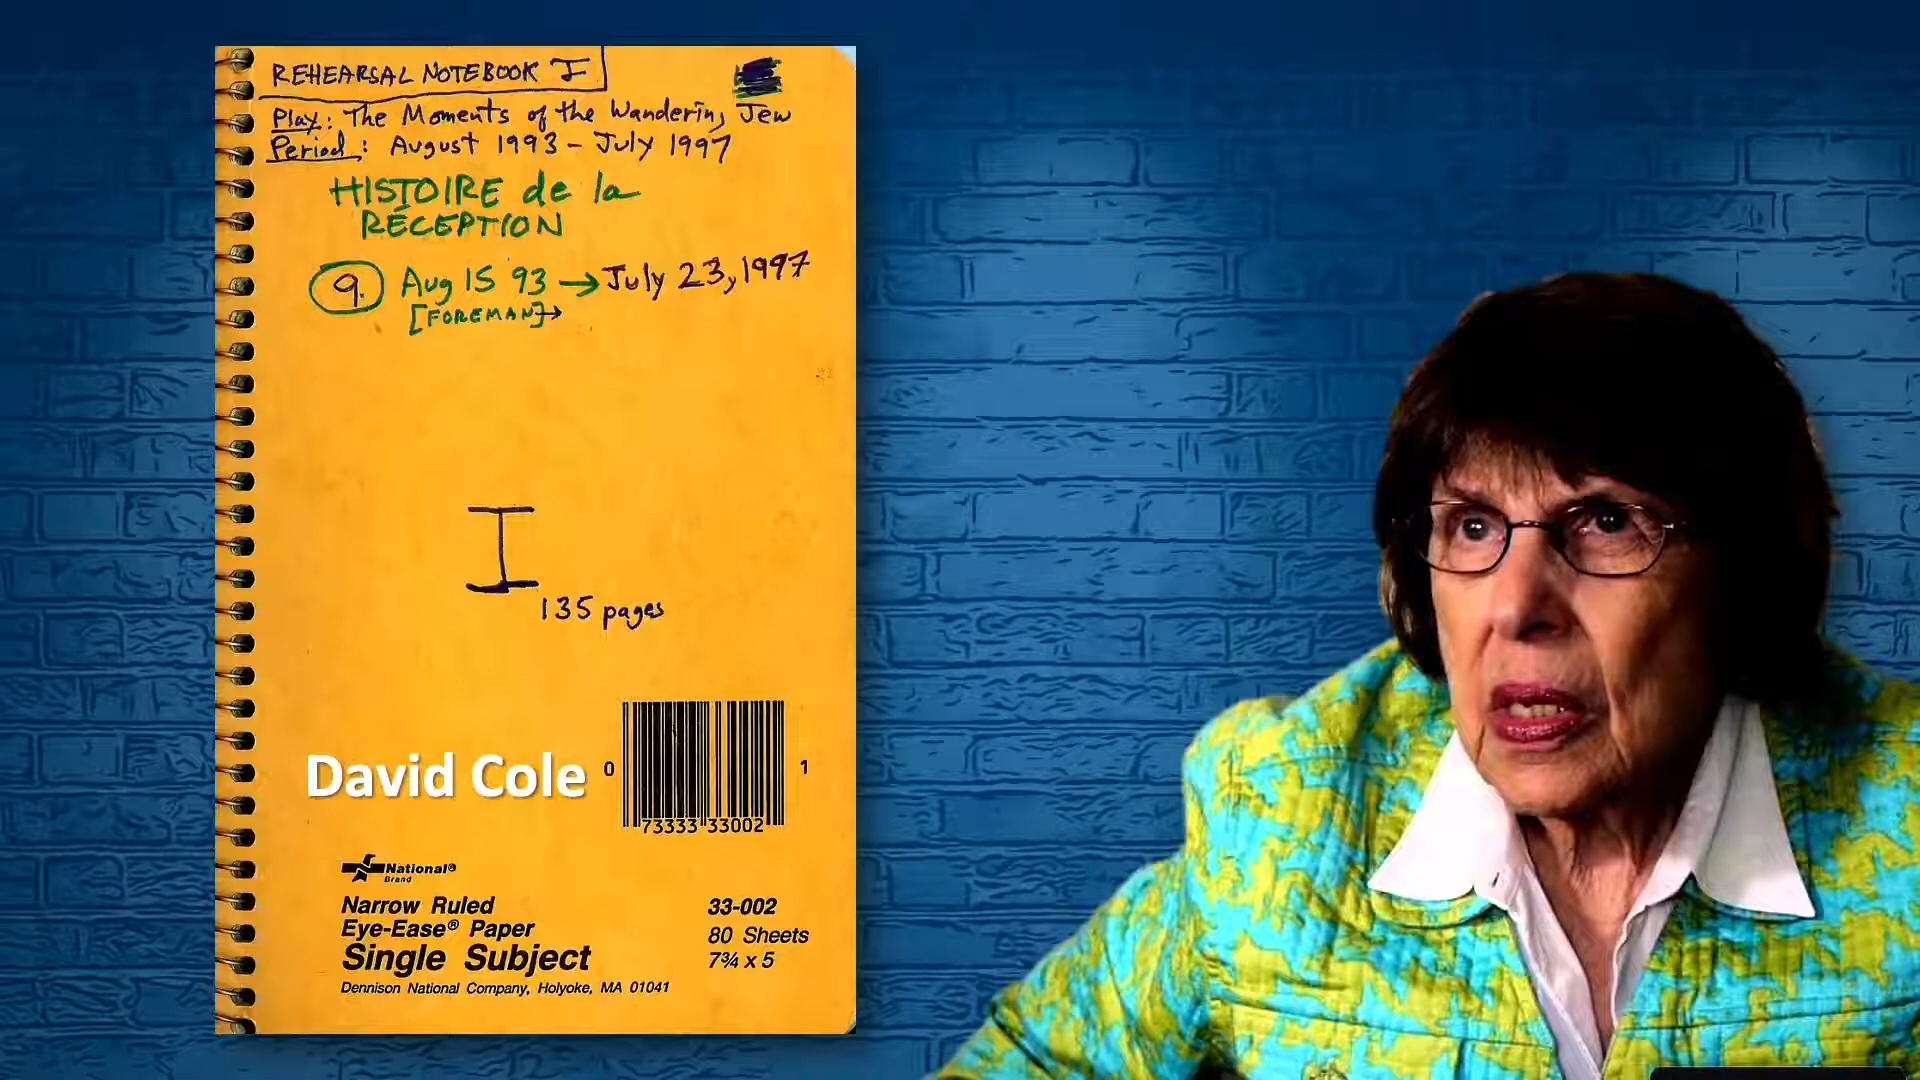 REHEARSAL NOTEBOOK I
Play: The Moments of the Wandering Jew
Period: August 1993 - July 1997
HISTOIRE de la
RÉCEPTION
9. Aug 15 '93 → July 23, 1997
[FOREMAN]→
I
135 pages
David Cole
0 73333 33002 1
National®
Brand
Narrow Ruled 33-002
Eye-Ease® Paper 80 Sheets
Single Subject 7¾ x 5
Dennison National Company, Holyoke, MA 01041